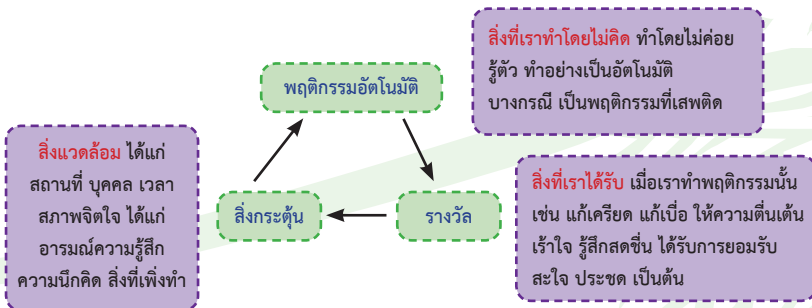 พฤติกรรมอัตโนมัติ
สิ่งที่เราทำโดยไม่คิด ทำโดยไม่ค่อย
รู้ตัว ทำอย่างเป็นอัตโนมัติ
บางกรณี เป็นพฤติกรรมที่เสพติด
สิ่งแวดล้อม ได้แก่
สถานที่ บุคคล เวลา
สภาพจิตใจ ได้แก่
อารมณ์ความรู้สึก
ความนึกคิด สิ่งที่เพิ่งทำ
สิ่งกระตุ้น
รางวัล
สิ่งที่เราได้รับ เมื่อเราทำพฤติกรรมนั้น
เช่น แก้เครียด แก้เบื่อ ให้ความตื่นเต้น
เร้าใจ รู้สึกสดชื่น ได้รับการยอมรับ
สะใจ ประชด เป็นต้น